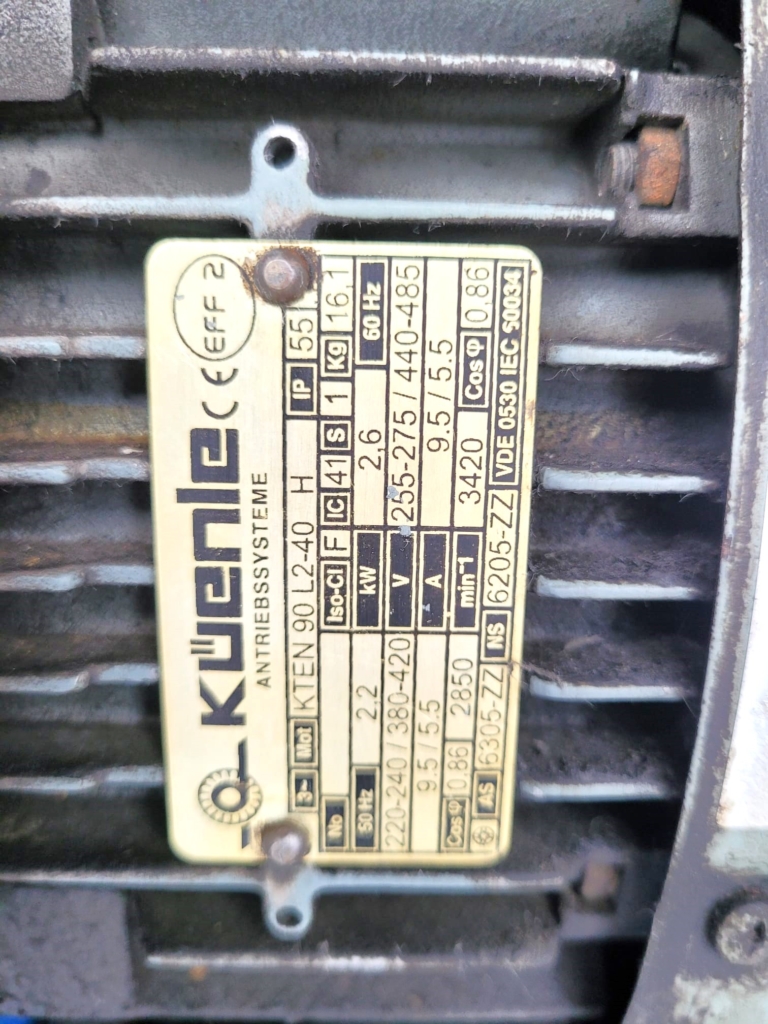 KÜENLE CE EFF 2
ANTRIEBSSYSTEME
3~ Mot KTEN 90 L2-40 H IP 55
No Iso-Cl F IC 41 S 1 kg 16,1
50 Hz 2,2 kW 2,6 60 Hz
220-240 / 380-420 V 255-275 / 440-485
9.5 / 5.5 A 9.5 / 5.5
Cos φ 0,86 2850 min-1 3420 Cos φ 0,86
AS 6305-ZZ NS 6205-ZZ VDE 0530 IEC 60034